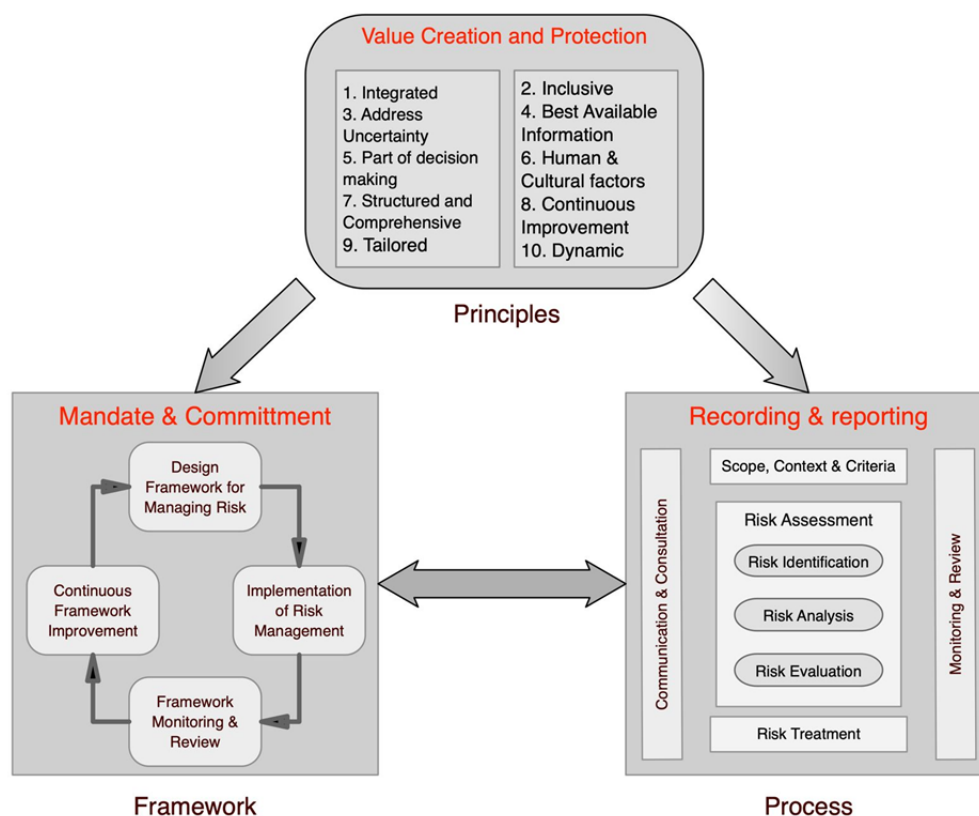 Value Creation and Protection
1. Integrated
3. Address
Uncertainty
5. Part of decision
making
7. Structured and
Comprehensive
9. Tailored
2. Inclusive
4. Best Available
Information
6. Human &
Cultural factors
8. Continuous
Improvement
10. Dynamic
Principles
Mandate & Committment
Design
Framework for
Managing Risk
Implementation
of Risk
Management
Framework
Monitoring &
Review
Continuous
Framework
Improvement
Framework
Recording & reporting
Communication & Consultation
Scope, Context & Criteria
Risk Assessment
Risk Identification
Risk Analysis
Risk Evaluation
Risk Treatment
Monitoring & Review
Process